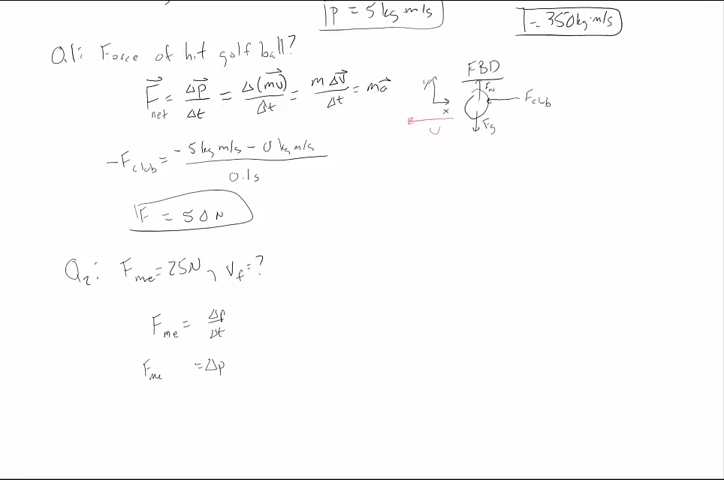 p = 5 kg·m/s
= 350 kg·m/s
Q1: Force of hit golf ball?
F⃗net = Δp⃗/Δt = Δ(mv⃗)/Δt = mΔv⃗/Δt = ma⃗
FBD
FN
y
x
Fclub
Fg
-Fclub = -5 kg m/s - 0 kg m/s / 0.1s
F = 50 N
Q2: Fme = 25N, vf = ?
Fme = Δp/Δt
Fme = Δp